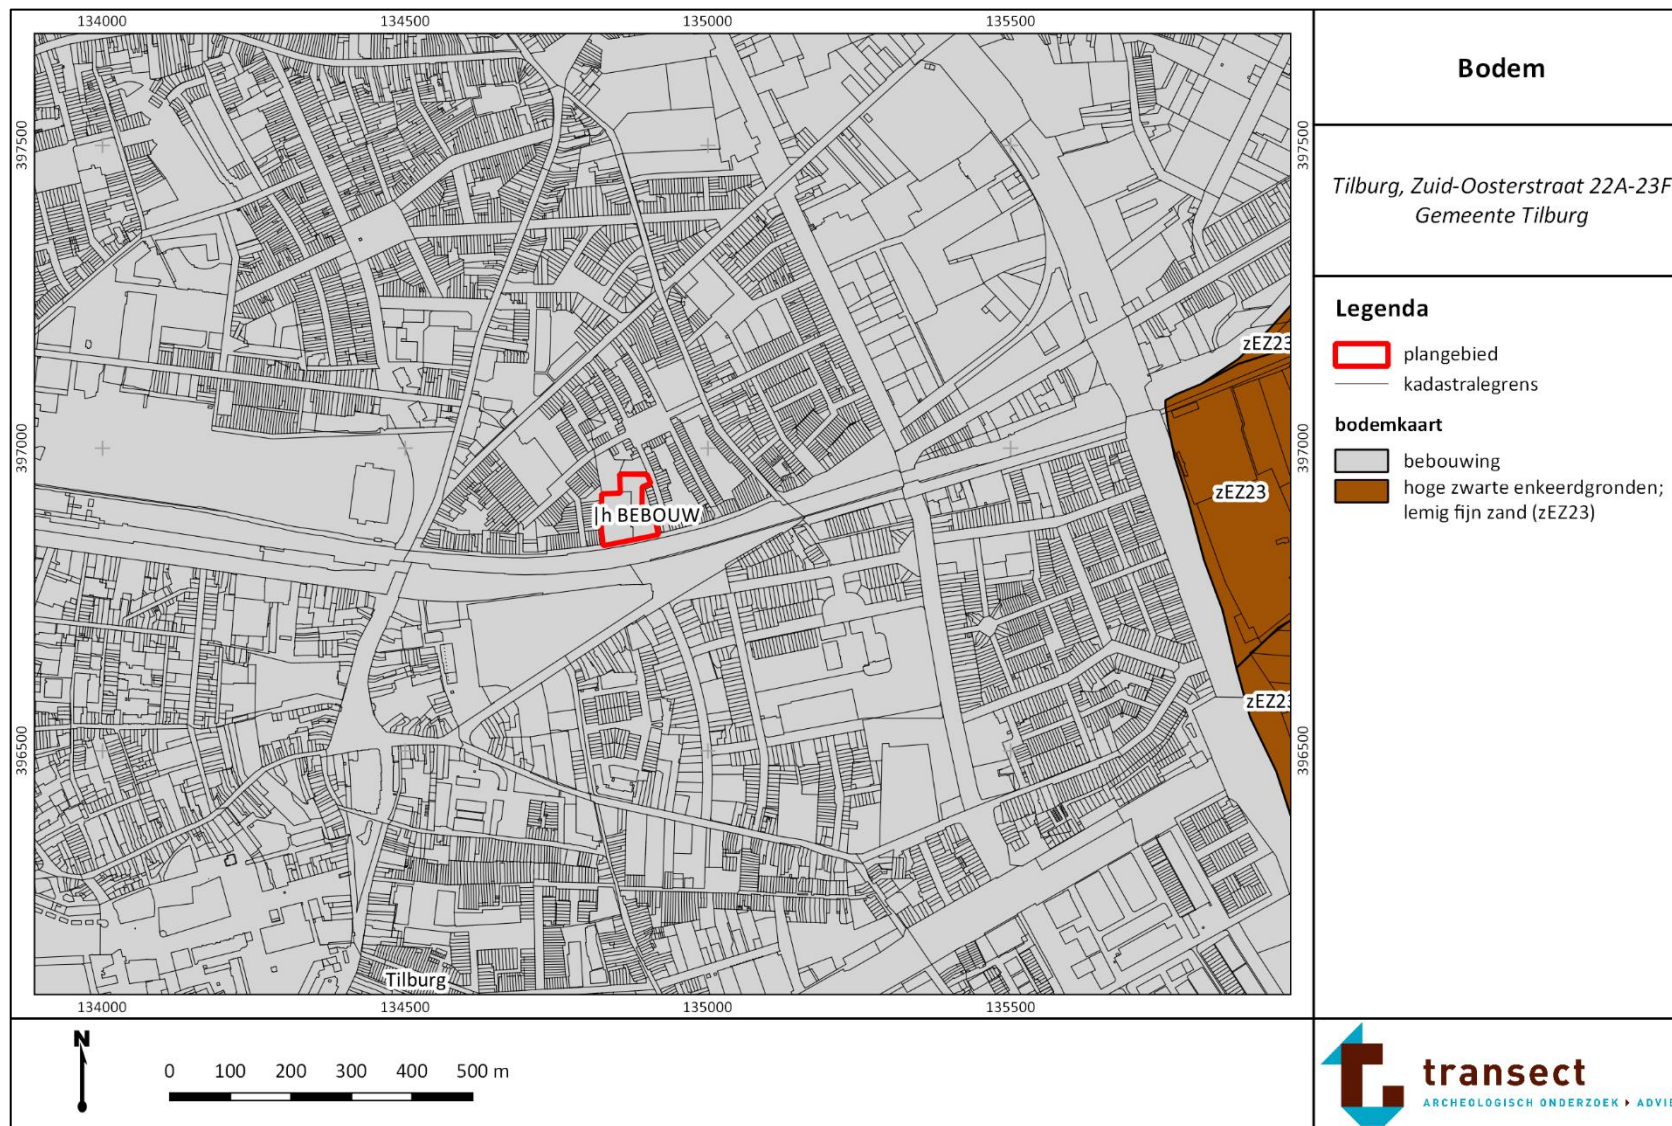 134000 134500 135000 135500
397500 397500
397000 397000
396500 396500
zEZ23
zEZ23
zEZ23
|h BEBOUW
Tilburg
134000 134500 135000 135500
Bodem
Tilburg, Zuid-Oosterstraat 22A-23F
Gemeente Tilburg
Legenda
plangebied
kadastralegrens
bodemkaart
bebouwing
hoge zwarte enkeerdgronden;
lemig fijn zand (zEZ23)
N
0 100 200 300 400 500 m
transect
ARCHEOLOGISCH ONDERZOEK ▸ ADVIE